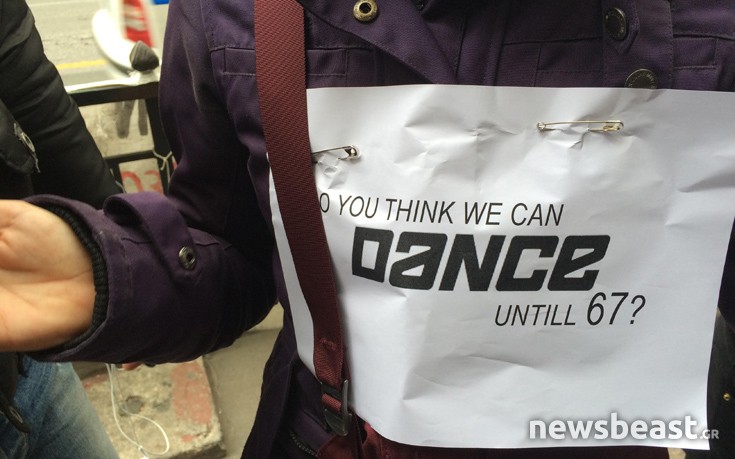 O YOU THINK WE CAN
DANCE
UNTILL 67?
newsbeast.GR